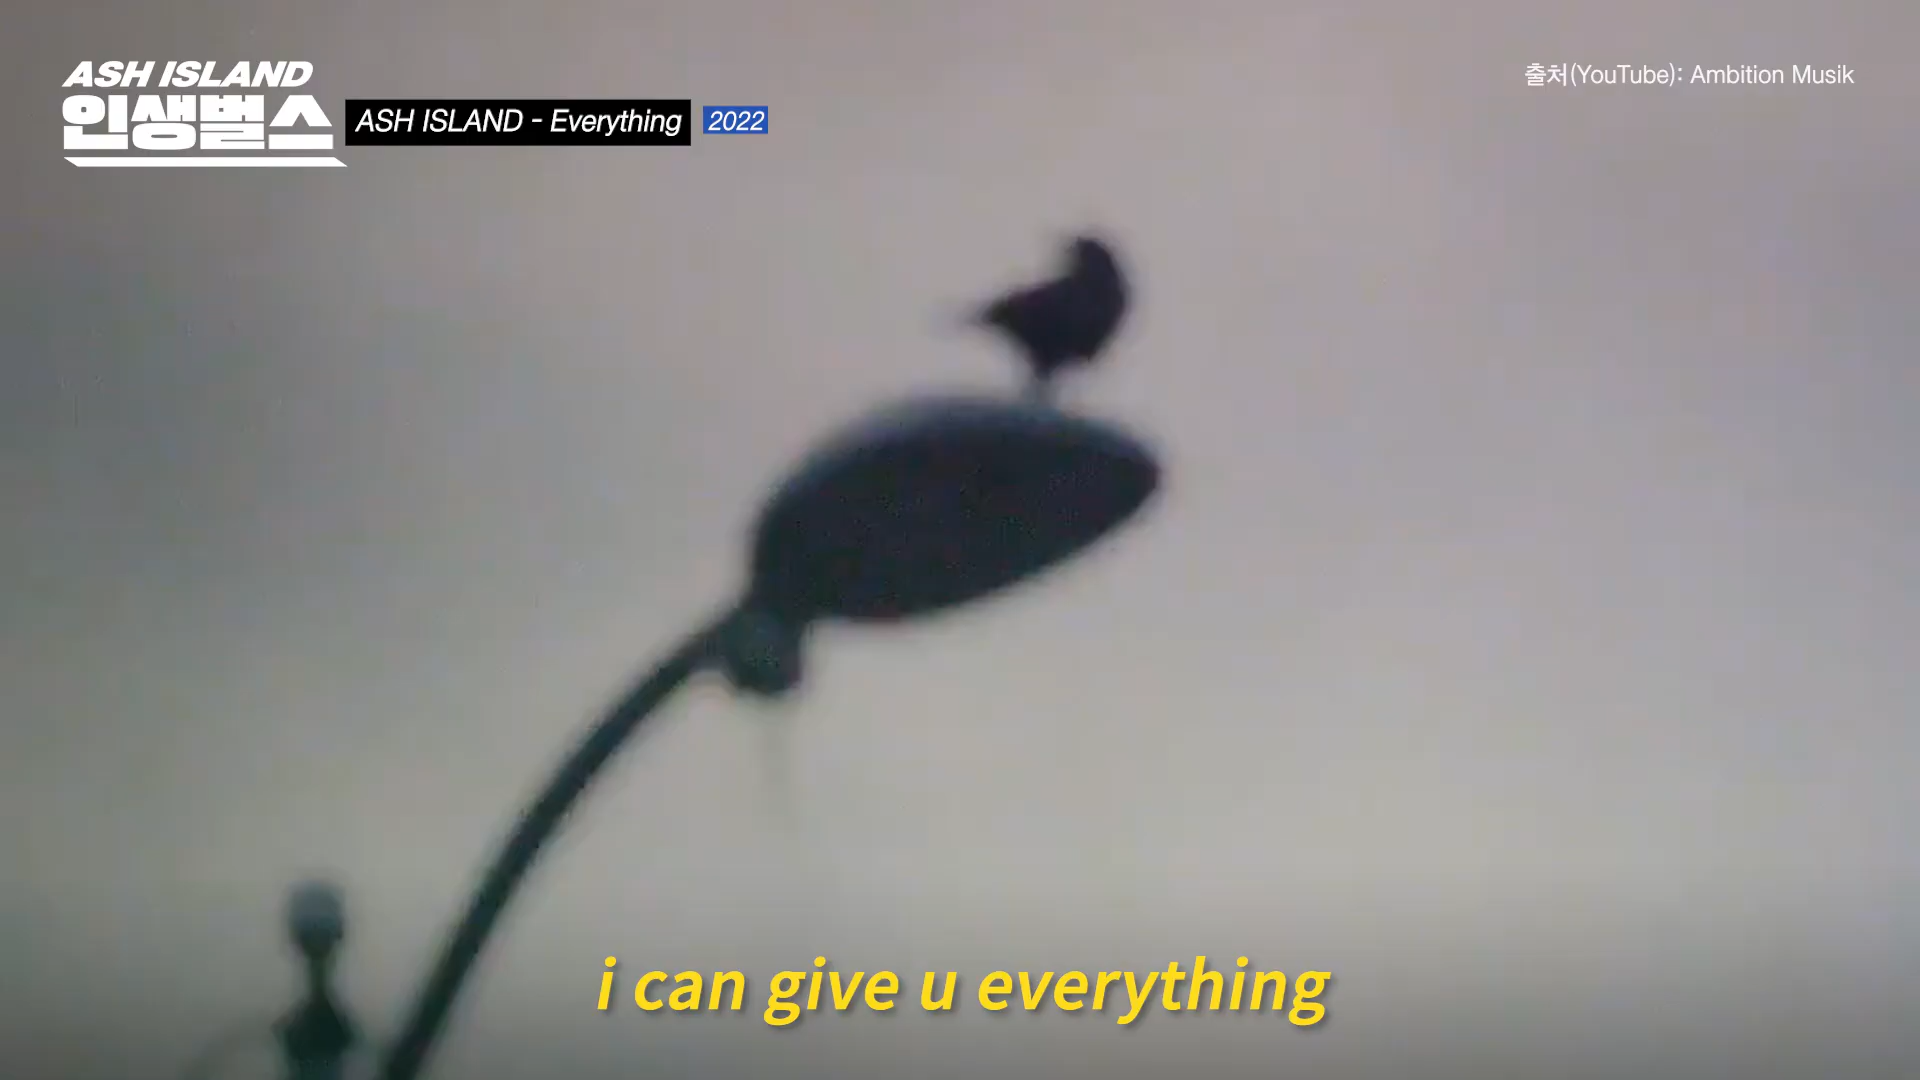 ASH ISLAND
인생벌스
ASH ISLAND - Everything 2022
출처(YouTube): Ambition Musik
i can give u everything